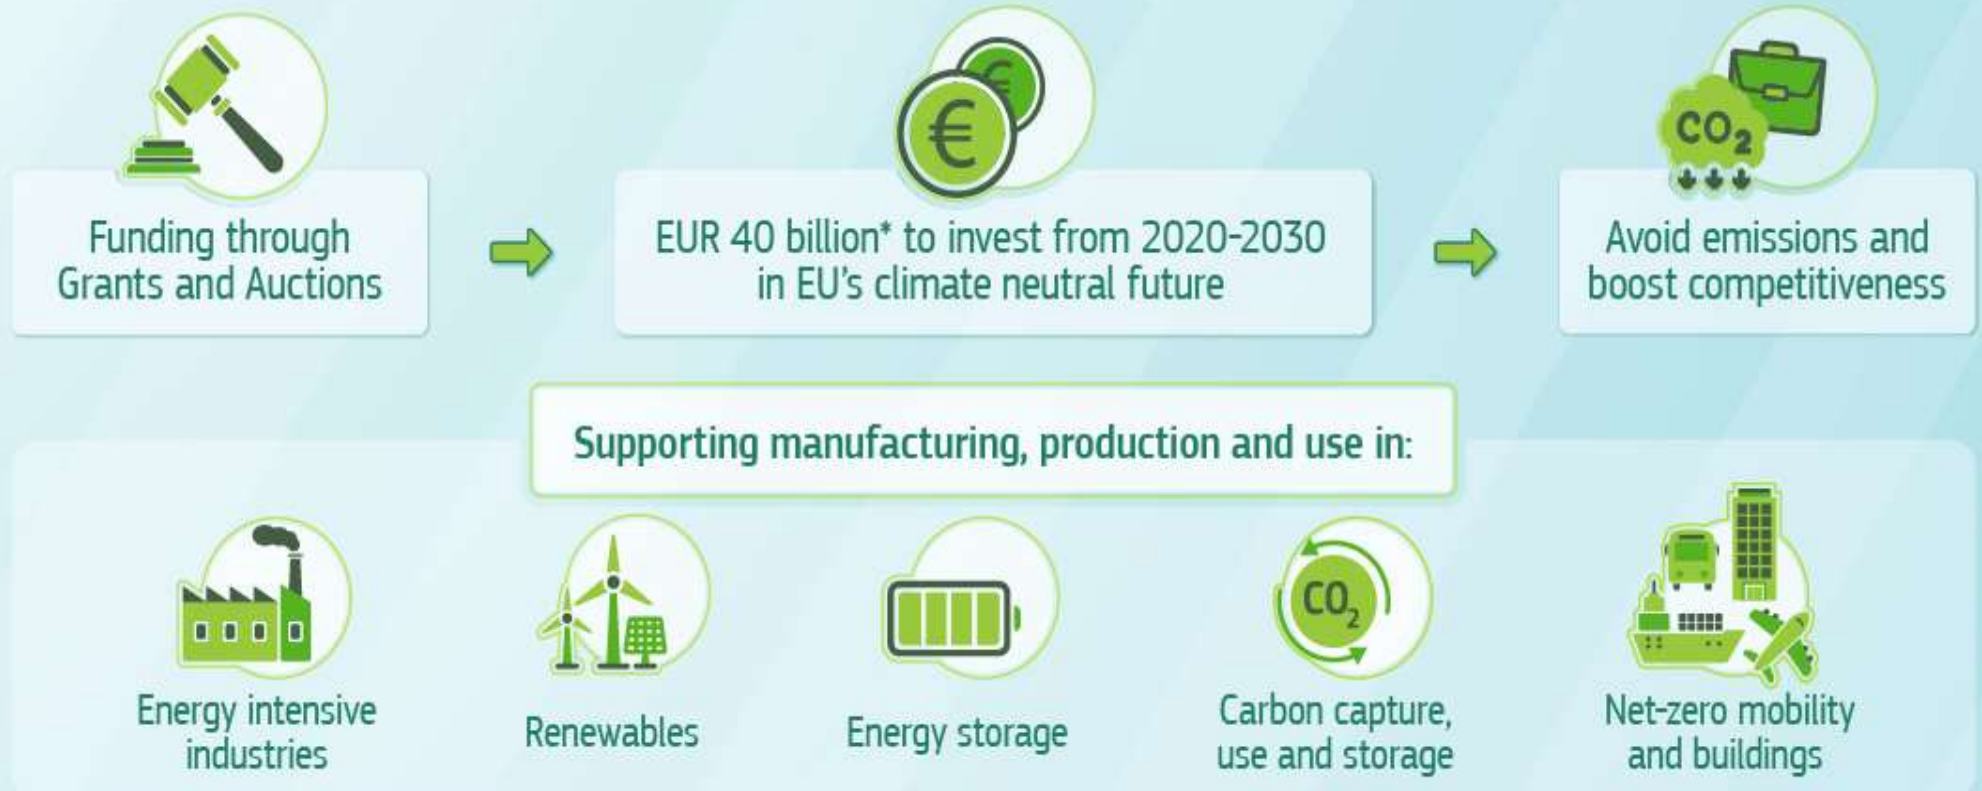 Funding through
Grants and Auctions
€
€
EUR 40 billion* to invest from 2020-2030
in EU's climate neutral future
CO2
Avoid emissions and
boost competitiveness
Supporting manufacturing, production and use in:
Energy intensive
industries
Renewables
Energy storage
CO2
Carbon capture,
use and storage
Net-zero mobility
and buildings